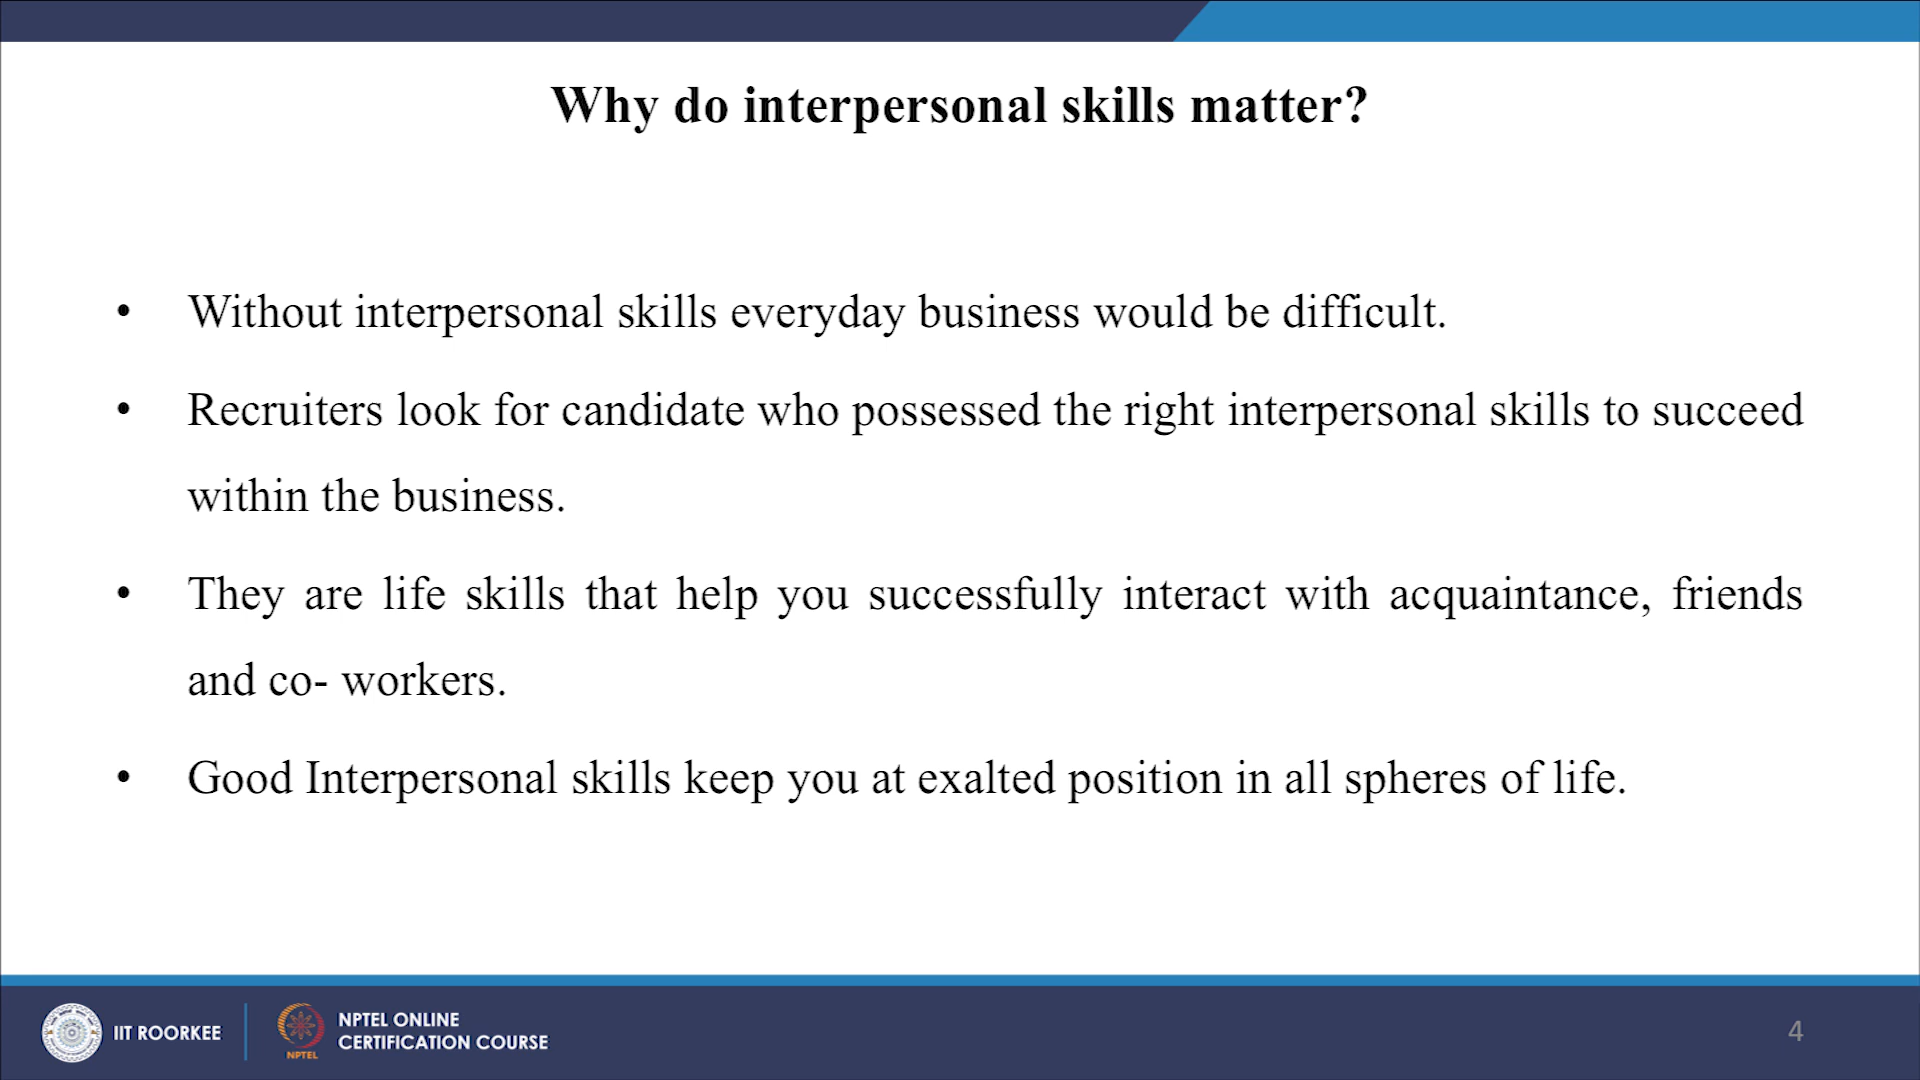 Why do interpersonal skills matter?
• Without interpersonal skills everyday business would be difficult.
• Recruiters look for candidate who possessed the right interpersonal skills to succeed
within the business.
• They are life skills that help you successfully interact with acquaintance, friends
and co- workers.
• Good Interpersonal skills keep you at exalted position in all spheres of life.
IIT ROORKEE
NPTEL
NPTEL ONLINE
CERTIFICATION COURSE
4